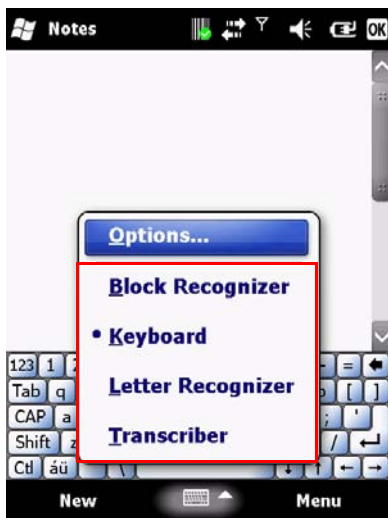 Notes OK
Options...
Block Recognizer
• Keyboard
123 1 = 
Letter Recognizer
Tab q [ ]
CAP a ; '
Transcriber
Shift z /
Ctl áü \
New Menu